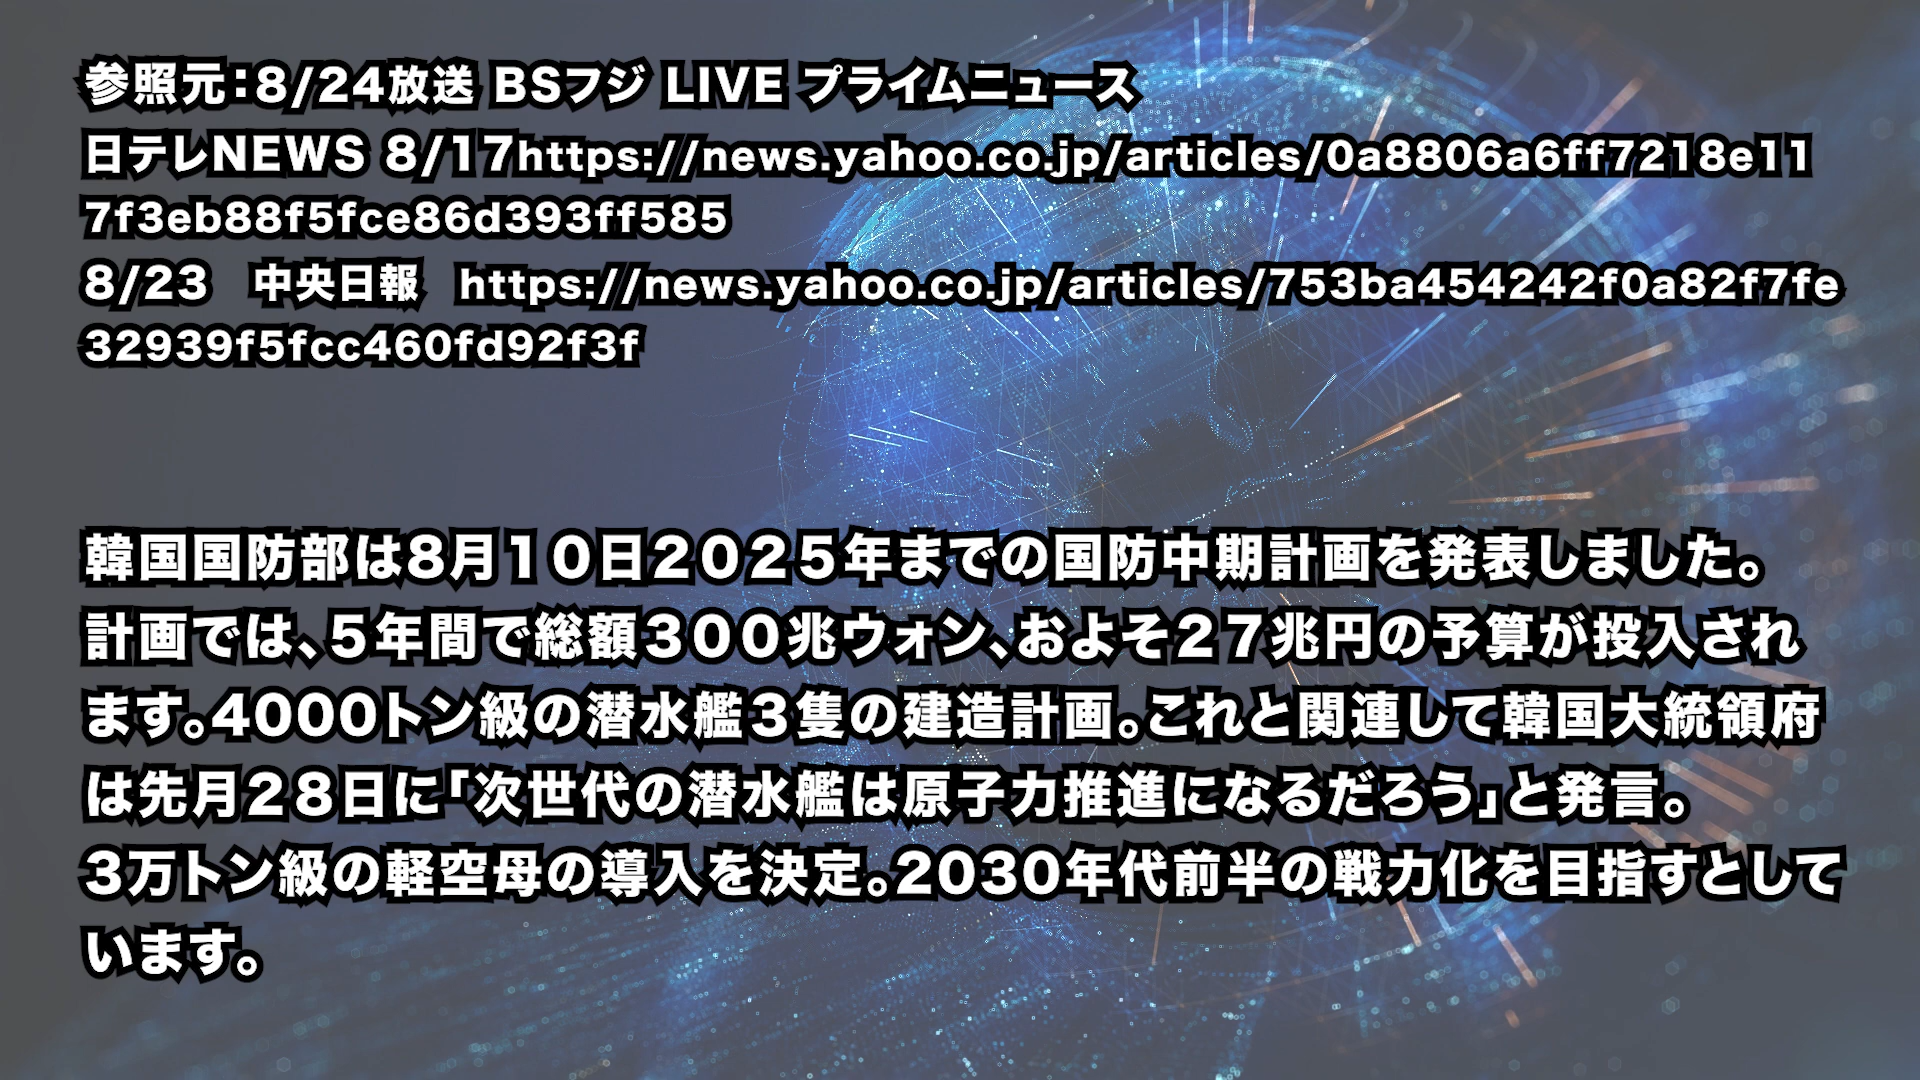 参照元：8/24放送 BSフジ LIVE プライムニュース
日テレNEWS 8/17https://news.yahoo.co.jp/articles/0a8806a6ff7218e11
7f3eb88f5fce86d393ff585
8/23　中央日報　https://news.yahoo.co.jp/articles/753ba454242f0a82f7fe
32939f5fcc460fd92f3f
韓国国防部は8月１０日２０２５年までの国防中期計画を発表しました。
計画では、５年間で総額３００兆ウォン、およそ２７兆円の予算が投入され
ます。4000トン級の潜水艦３隻の建造計画。これと関連して韓国大統領府
は先月２８日に「次世代の潜水艦は原子力推進になるだろう」と発言。
3万トン級の軽空母の導入を決定。2030年代前半の戦力化を目指すとして
います。